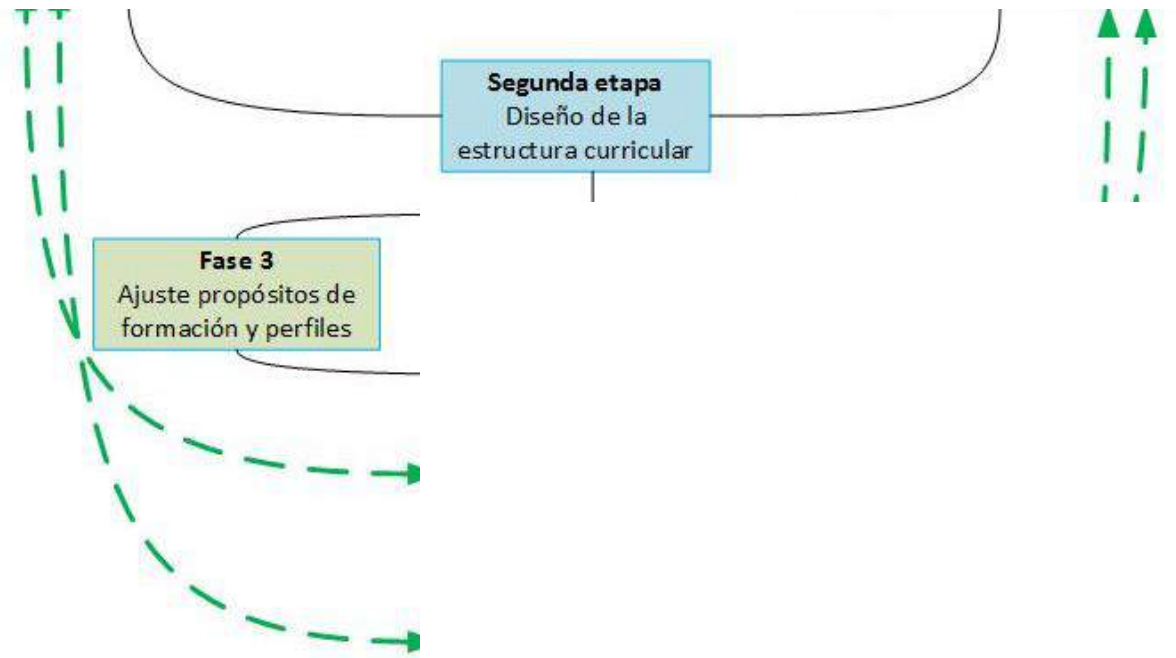 Segunda etapa
Diseño de la
estructura curricular
Fase 3
Ajuste propósitos de
formación y perfiles